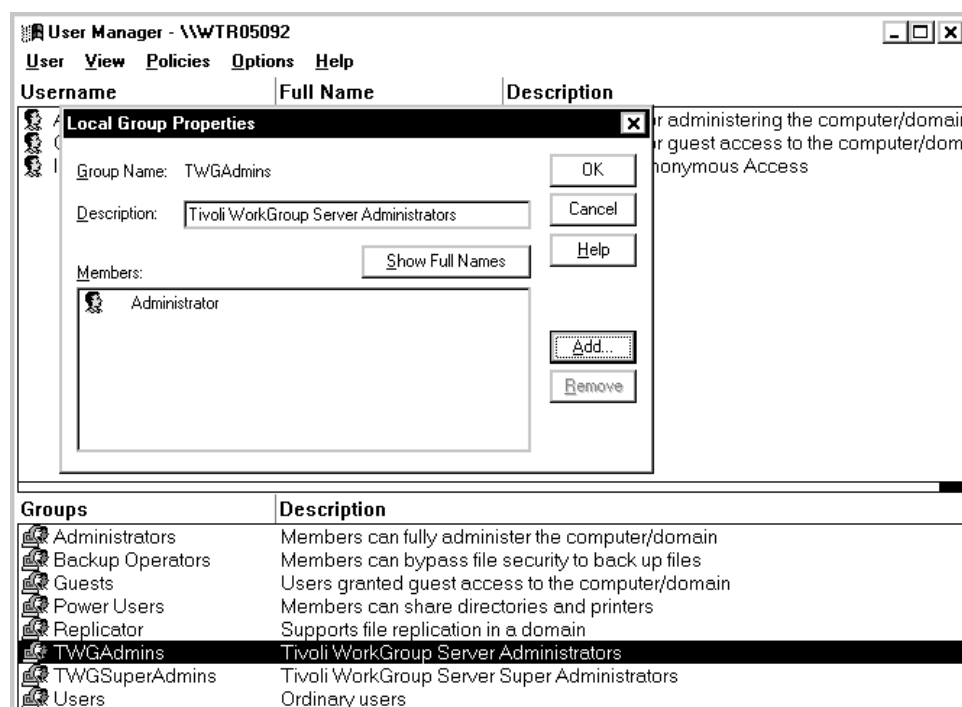 User Manager - \\WTR05092
User View Policies Options Help
Username Full Name Description
r administering the computer/domain
r guest access to the computer/dom
nonymous Access
Local Group Properties
Group Name: TWGAdmins
OK
Description: Tivoli WorkGroup Server Administrators
Cancel
Help
Show Full Names
Members:
Administrator
Add...
Remove
Groups Description
Administrators Members can fully administer the computer/domain
Backup Operators Members can bypass file security to back up files
Guests Users granted guest access to the computer/domain
Power Users Members can share directories and printers
Replicator Supports file replication in a domain
TWGAdmins Tivoli WorkGroup Server Administrators
TWGSuperAdmins Tivoli WorkGroup Server Super Administrators
Users Ordinary users